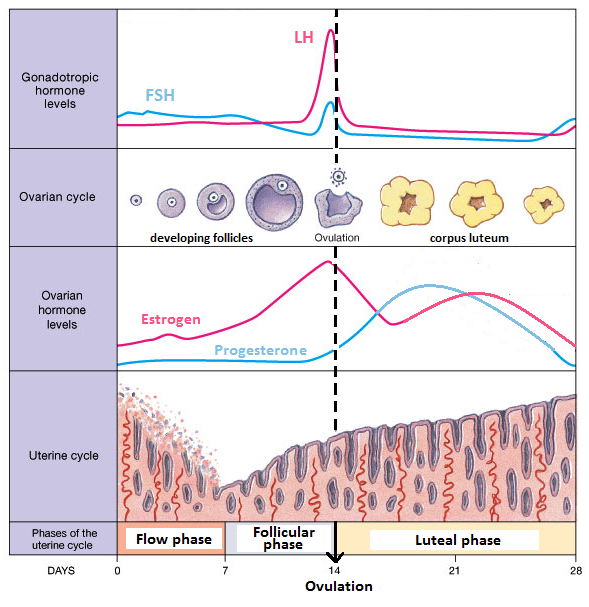 LH
Gonadotropic
hormone
levels
FSH
Ovarian cycle
developing follicles
Ovulation
corpus luteum
Ovarian
hormone
levels
Estrogen
Progesterone
Uterine cycle
Phases of the
uterine cycle
Flow phase
Follicular
phase
Luteal phase
DAYS 0 7 14 21 28
Ovulation